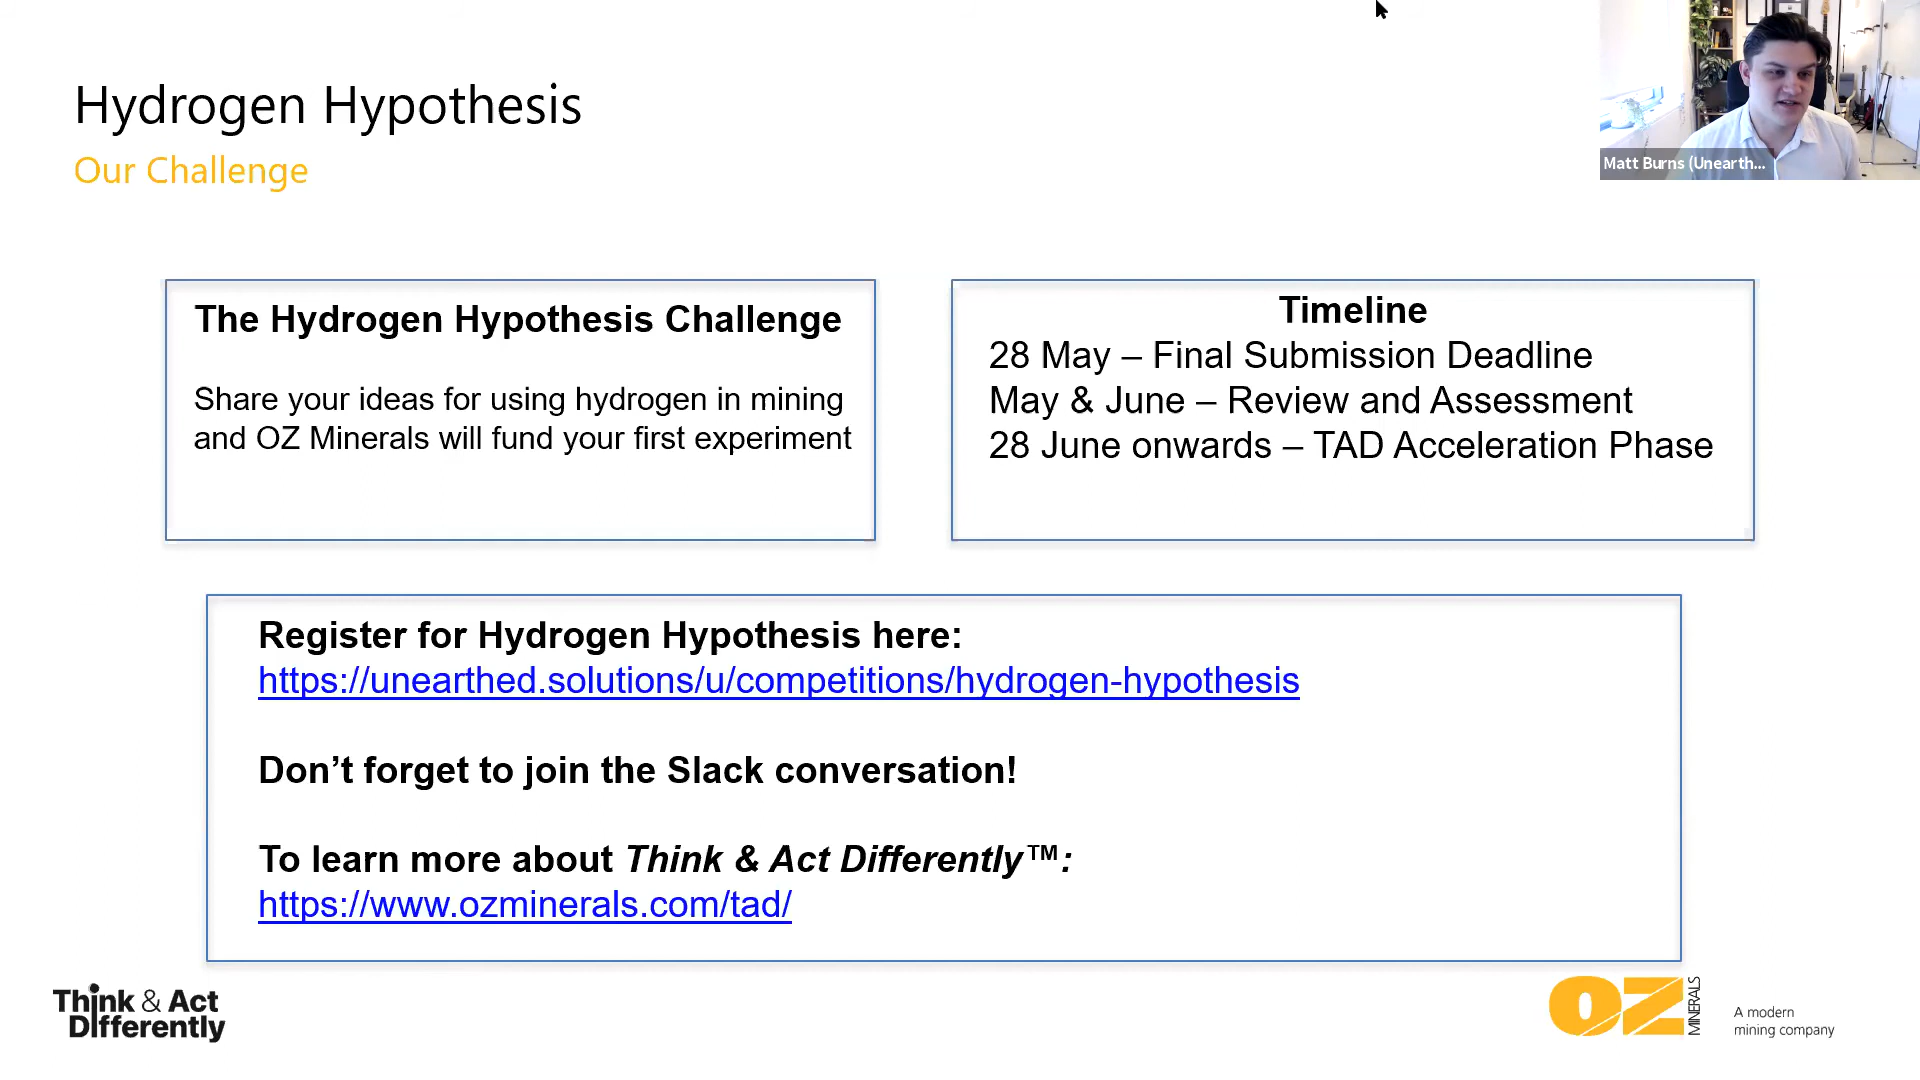 Hydrogen Hypothesis
Our Challenge
Matt Burns (Unearth...
The Hydrogen Hypothesis Challenge
Share your ideas for using hydrogen in mining
and OZ Minerals will fund your first experiment
Timeline
28 May – Final Submission Deadline
May & June – Review and Assessment
28 June onwards – TAD Acceleration Phase
Register for Hydrogen Hypothesis here:
https://unearthed.solutions/u/competitions/hydrogen-hypothesis
Don’t forget to join the Slack conversation!
To learn more about Think & Act Differently™:
https://www.ozminerals.com/tad/
Think & Act
Differently
OZ
MINERALS
A modern
mining company